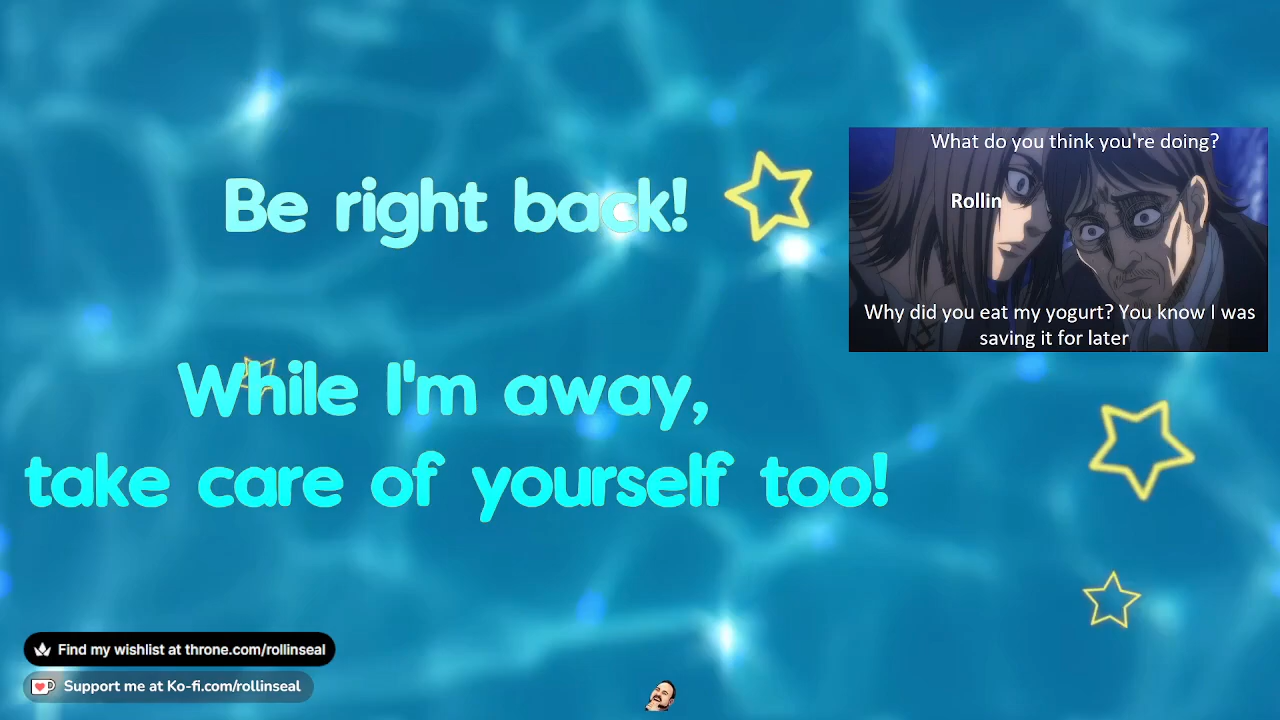 Be right back!
While I'm away,
take care of yourself too!
What do you think you're doing?
Rollin
Why did you eat my yogurt? You know I was
saving it for later
Find my wishlist at throne.com/rollinseal
Support me at Ko-fi.com/rollinseal